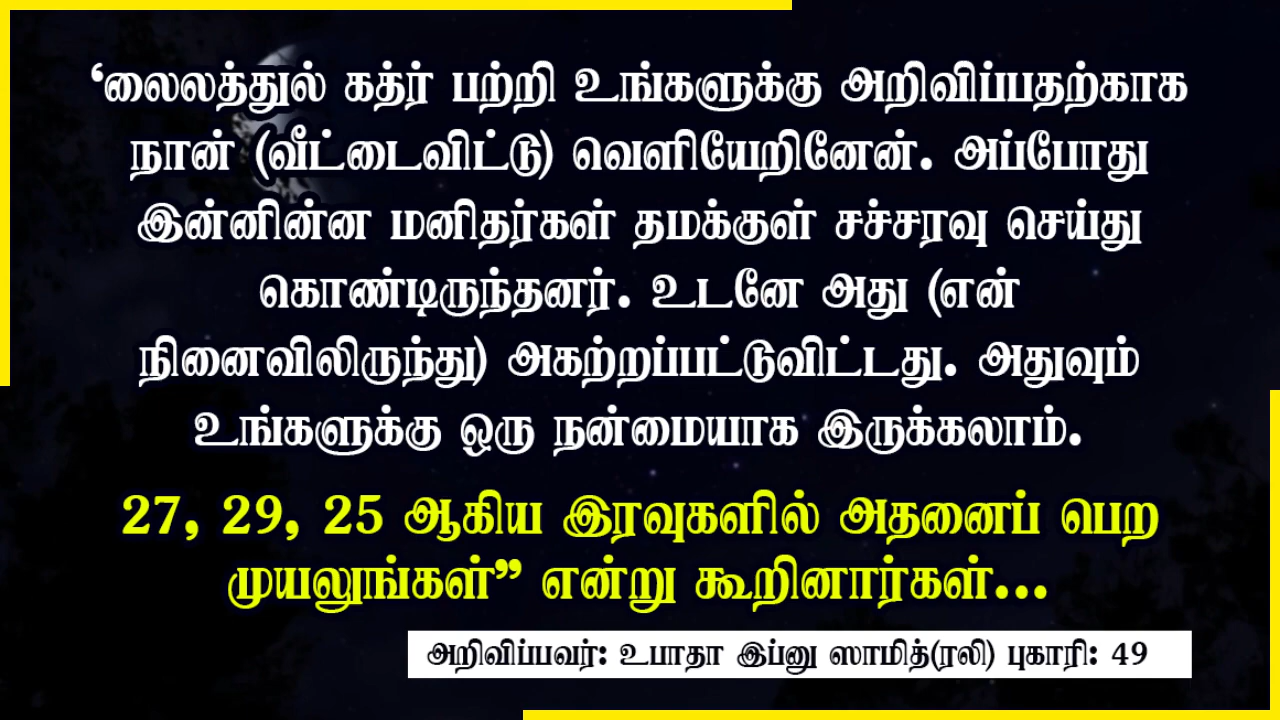 ‘லைலத்துல் கத்ர் பற்றி உங்களுக்கு அறிவிப்பதற்காக
நான் (வீட்டைவிட்டு) வெளியேறினேன். அப்போது
இன்னின்ன மனிதர்கள் தமக்குள் சச்சரவு செய்து
கொண்டிருந்தனர். உடனே அது (என்
நினைவிலிருந்து) அகற்றப்பட்டுவிட்டது. அதுவும்
உங்களுக்கு ஒரு நன்மையாக இருக்கலாம்.
27, 29, 25 ஆகிய இரவுகளில் அதனைப் பெற
முயலுங்கள்” என்று கூறினார்கள்...
அறிவிப்பவர்: உபாதா இப்னு ஸாமித்(ரலி) புகாரி: 49